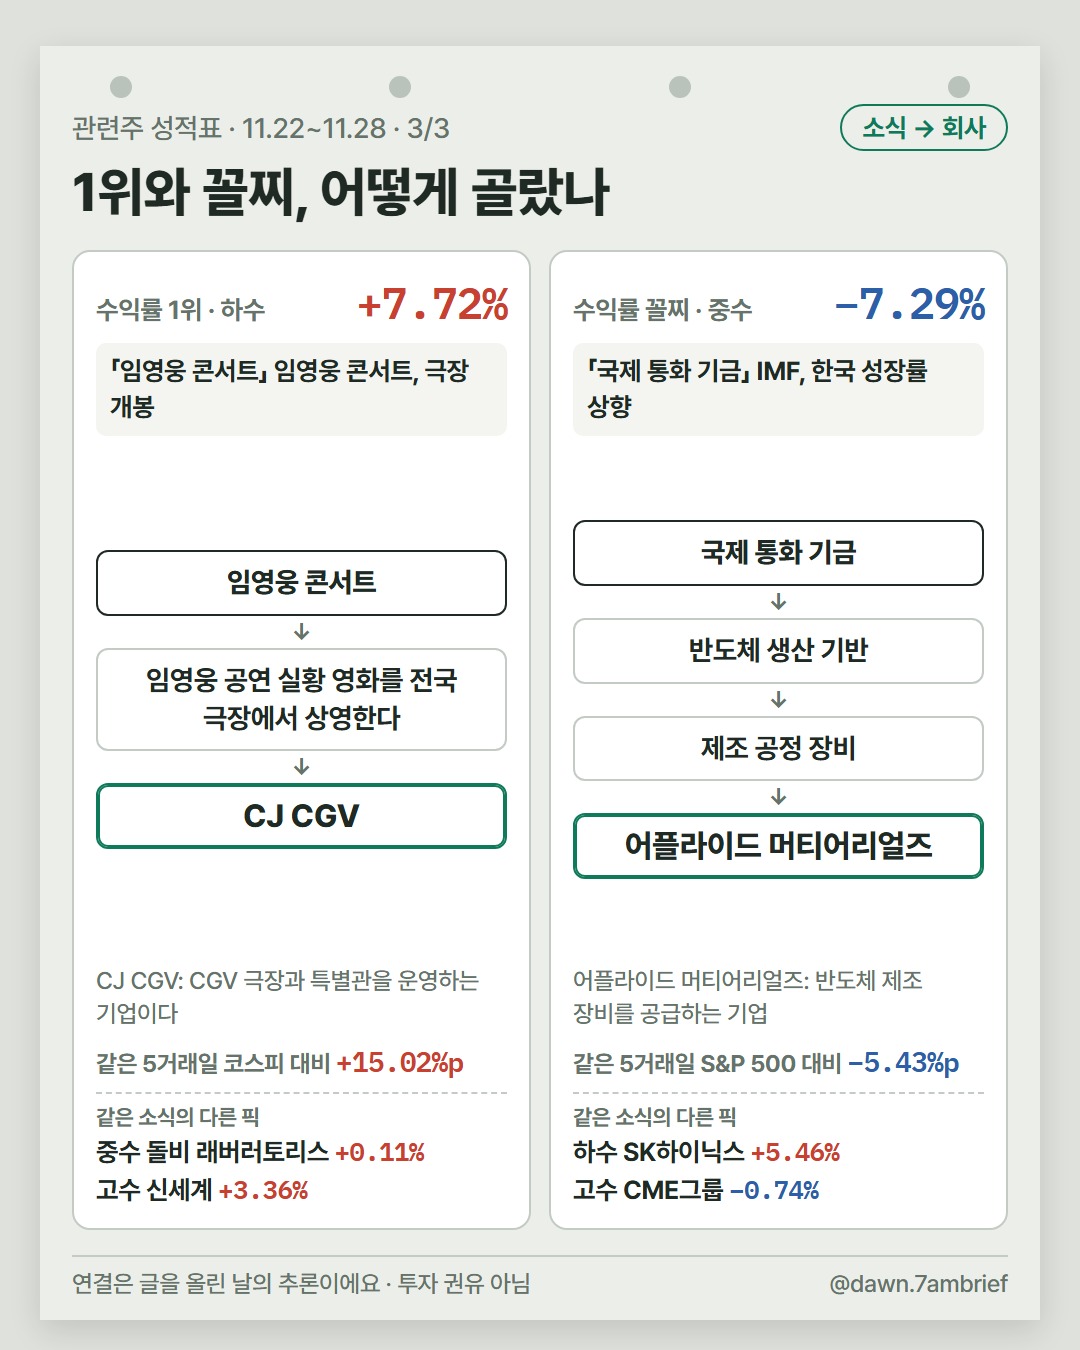 관련주 성적표 · 11.22~11.28 · 3/3
소식 → 회사
1위와 꼴찌, 어떻게 골랐나
수익률 1위 · 하수 +7.72%
「임영웅 콘서트」 임영웅 콘서트, 극장
개봉
임영웅 콘서트
↓
임영웅 공연 실황 영화를 전국
극장에서 상영한다
↓
CJ CGV
CJ CGV: CGV 극장과 특별관을 운영하는
기업이다
같은 5거래일 코스피 대비 +15.02%p
같은 소식의 다른 픽
중수 돌비 래버러토리스 +0.11%
고수 신세계 +3.36%
수익률 꼴찌 · 중수 −7.29%
「국제 통화 기금」 IMF, 한국 성장률
상향
국제 통화 기금
↓
반도체 생산 기반
↓
제조 공정 장비
↓
어플라이드 머티어리얼즈
어플라이드 머티어리얼즈: 반도체 제조
장비를 공급하는 기업
같은 5거래일 S&P 500 대비 −5.43%p
같은 소식의 다른 픽
하수 SK하이닉스 +5.46%
고수 CME그룹 −0.74%
연결은 글을 올린 날의 추론이에요 · 투자 권유 아님
@dawn.7ambrief